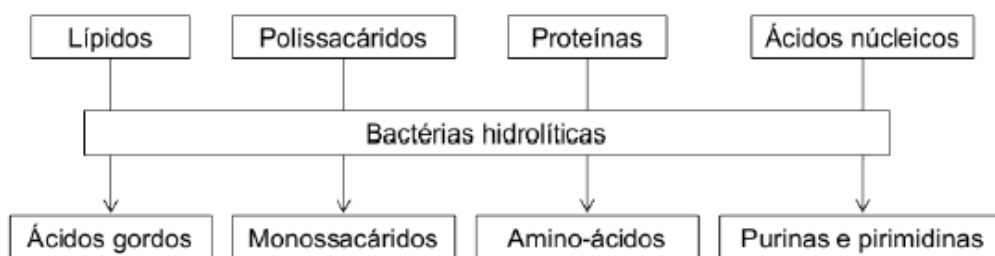 Lípidos Polissacáridos Proteínas Ácidos núcleicos
Bactérias hidrolíticas
Ácidos gordos Monossacáridos Amino-ácidos Purinas e pirimidinas